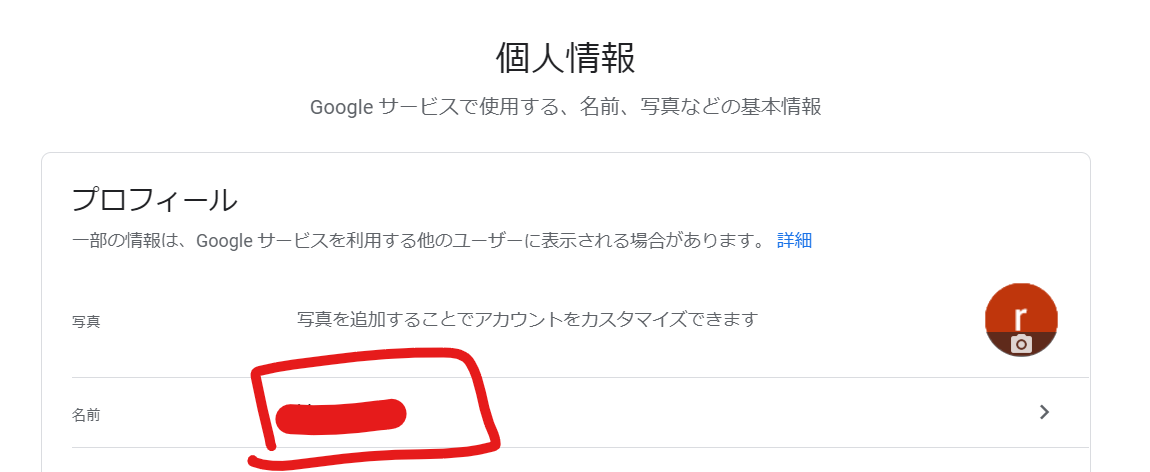 個人情報
Google サービスで使用する、名前、写真などの基本情報
プロフィール
一部の情報は、Google サービスを利用する他のユーザーに表示される場合があります。 詳細
写真 写真を追加することでアカウントをカスタマイズできます r
名前